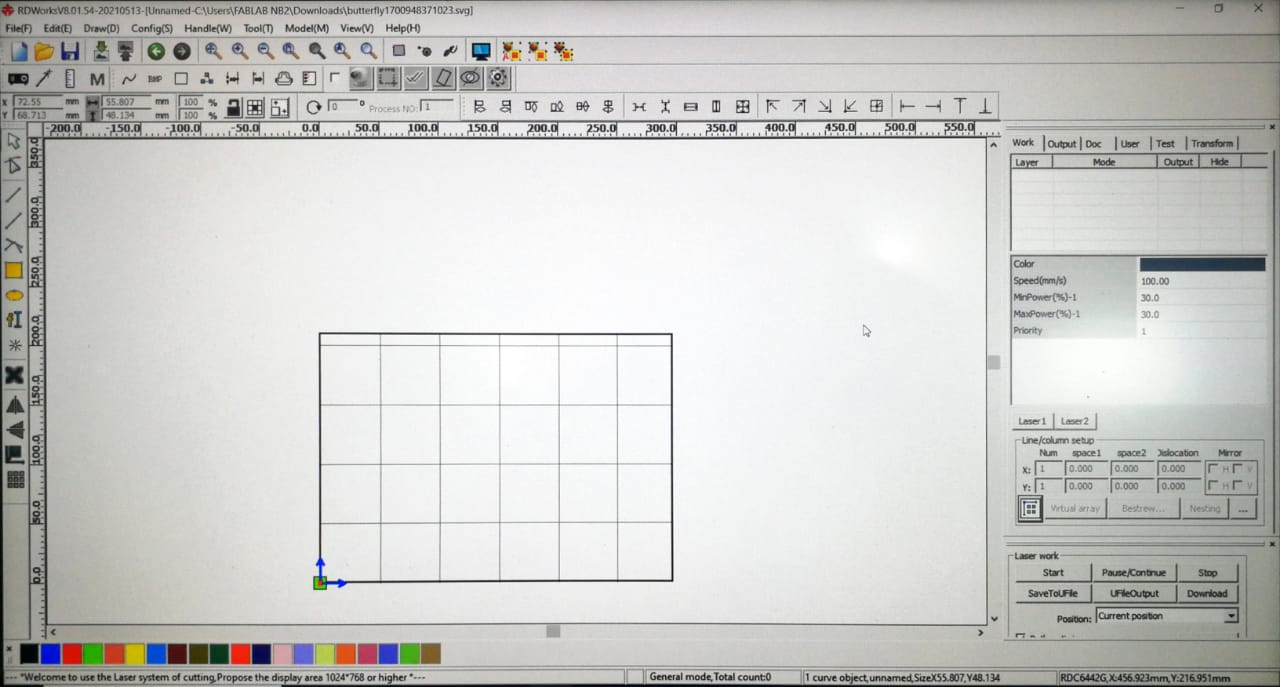 RDWorksV8.01.54-20210513-[Unnamed-C:\Users\FABLAB NB2\Downloads\butterfly1700948371023.svg]
File(F) Edit(E) Draw(D) Config(S) Handle(W) Tool(T) Model(M) View(V) Help(H)
BMP
X 72.55 mm 55.807 mm 100 %
0 ° Process NO: 1
Y 68.713 mm 48.134 mm 100 %
-200.0 -150.0 -100.0 -50.0 0.0 50.0 100.0 150.0 200.0 250.0 300.0 350.0 400.0 450.0 500.0 550.0
350.0
300.0
250.0
200.0
150.0
100.0
50.0
0.0
Work Output Doc User Test Transform
Layer Mode Output Hide
Color
Speed(mm/s) 100.00
MinPower(%)-1 30.0
MaxPower(%)-1 30.0
Priority 1
Laser1 Laser2
Line/column setup
Num space1 space2 Dislocation Mirror
X: 1 0.000 0.000 0.000 H V
Y: 1 0.000 0.000 0.000 H V
Virtual array Bestrew... Nesting ...
Laser work
Start Pause/Continue Stop
SaveToUFile UFileOutput Download
Position: Current position
--- *Welcome to use the Laser system of cutting,Propose the display area 1024*768 or higher *---
General mode,Total count:0
1 curve object,unnamed,SizeX55.807,Y48.134
RDC6442G,X:456.923mm,Y:216.951mm